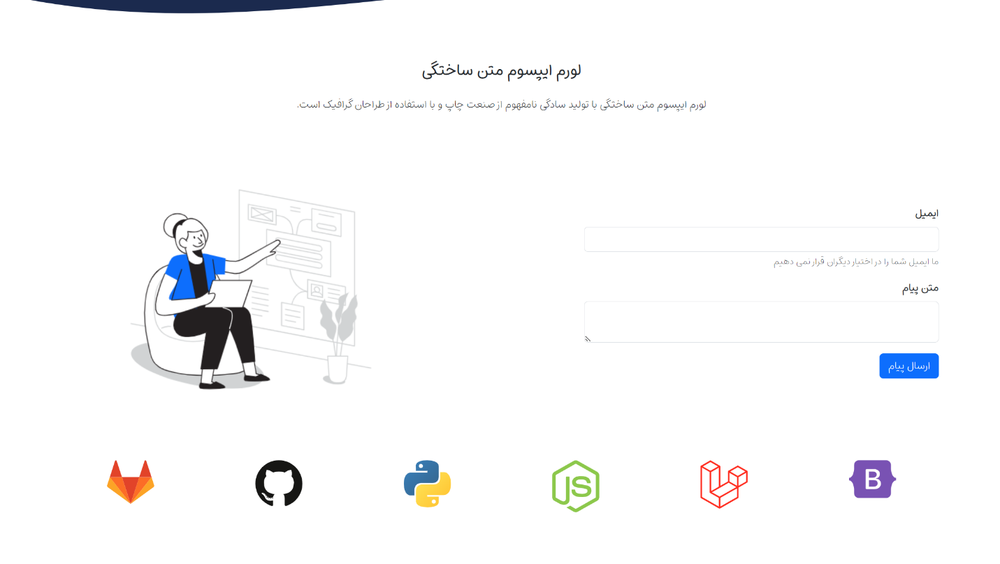 لورم ایپسوم متن ساختگی
لورم ایپسوم متن ساختگی با تولید سادگی نامفهوم از صنعت چاپ و با استفاده از طراحان گرافیک است.
ایمیل
ما ایمیل شما را در اختیار دیگران قرار نمی دهیم
متن پیام
ارسال پیام
JS
B